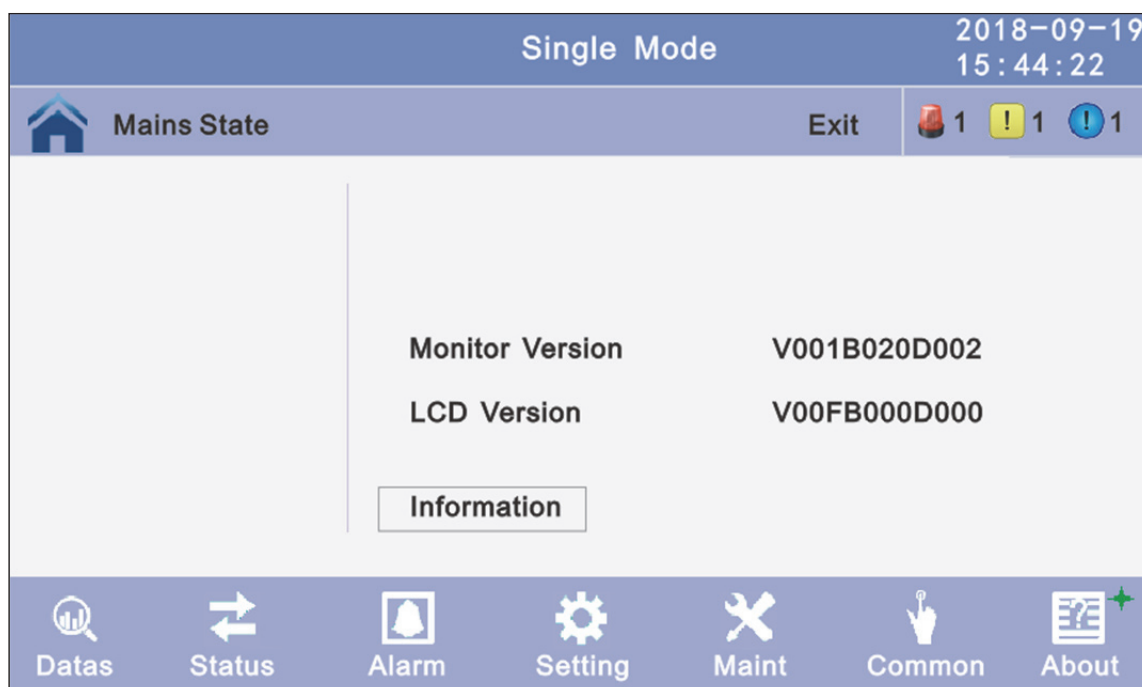 Single Mode
2018-09-19
15:44:22
Mains State
Exit
1
! 1
! 1
Monitor Version V001B020D002
LCD Version V00FB000D000
Information
Datas Status Alarm Setting Maint Common ? About